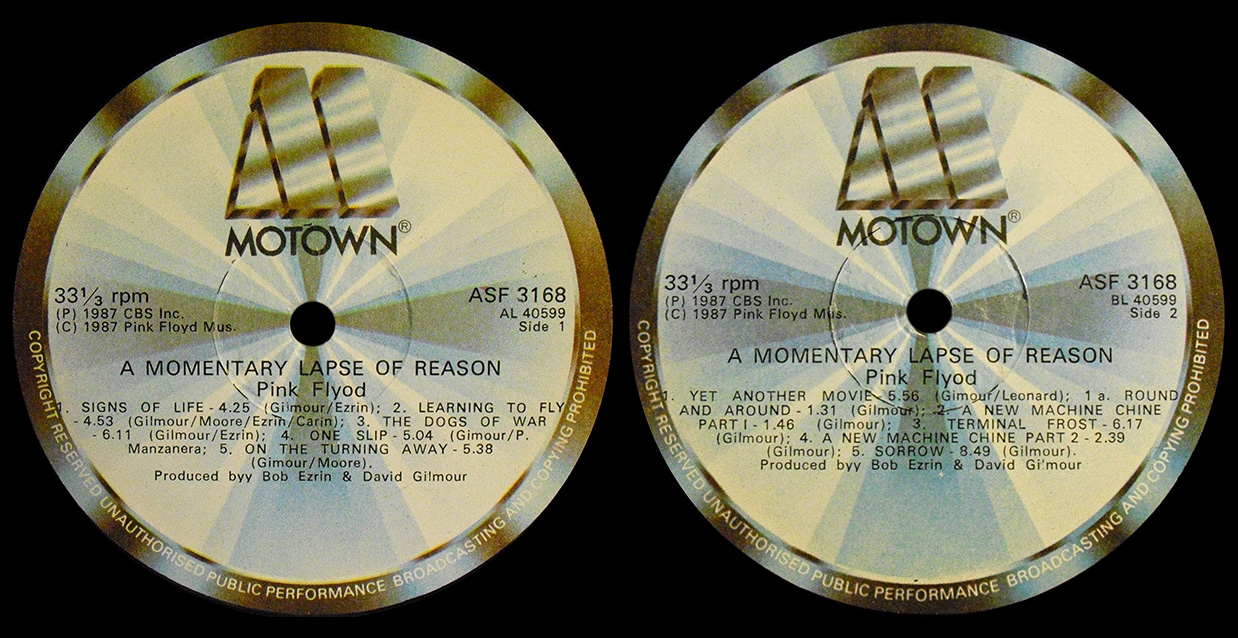 MOTOWN®
33⅓ rpm
(P) 1987 CBS Inc.
(C) 1987 Pink Floyd Mus.
ASF 3168
AL 40599
Side 1
A MOMENTARY LAPSE OF REASON
Pink Flyod
1. SIGNS OF LIFE - 4.25 (Gilmour/Ezrin); 2. LEARNING TO FLY
- 4.53 (Gilmour/Moore/Ezrin/Carin); 3. THE DOGS OF WAR
- 6.11 (Gilmour/Ezrin); 4. ONE SLIP - 5.04 (Gimour/P.
Manzanera; 5. ON THE TURNING AWAY - 5.38
(Gimour/Moore).
Produced byy Bob Ezrin & David Gilmour
COPYRIGHT RESERVED UNAUTHORISED PUBLIC PERFORMANCE BROADCASTING AND COPYING PROHIBITED
MOTOWN®
33⅓ rpm
(P) 1987 CBS Inc.
(C) 1987 Pink Floyd Mus.
ASF 3168
BL 40599
Side 2
A MOMENTARY LAPSE OF REASON
Pink Flyod
1. YET ANOTHER MOVIE - 5.56 (Gimour/Leonard); 1 a. ROUND
AND AROUND - 1.31 (Gilmour); 2. A NEW MACHINE CHINE
PART I - 1.46 (Gilmour); 3. TERMINAL FROST - 6.17
(Gilmour); 4. A NEW MACHINE CHINE PART 2 - 2.39
(Gilmour); 5. SORROW - 8.49 (Gilmour).
Produced byy Bob Ezrin & David Gilmour
COPYRIGHT RESERVED UNAUTHORISED PUBLIC PERFORMANCE BROADCASTING AND COPYING PROHIBITED